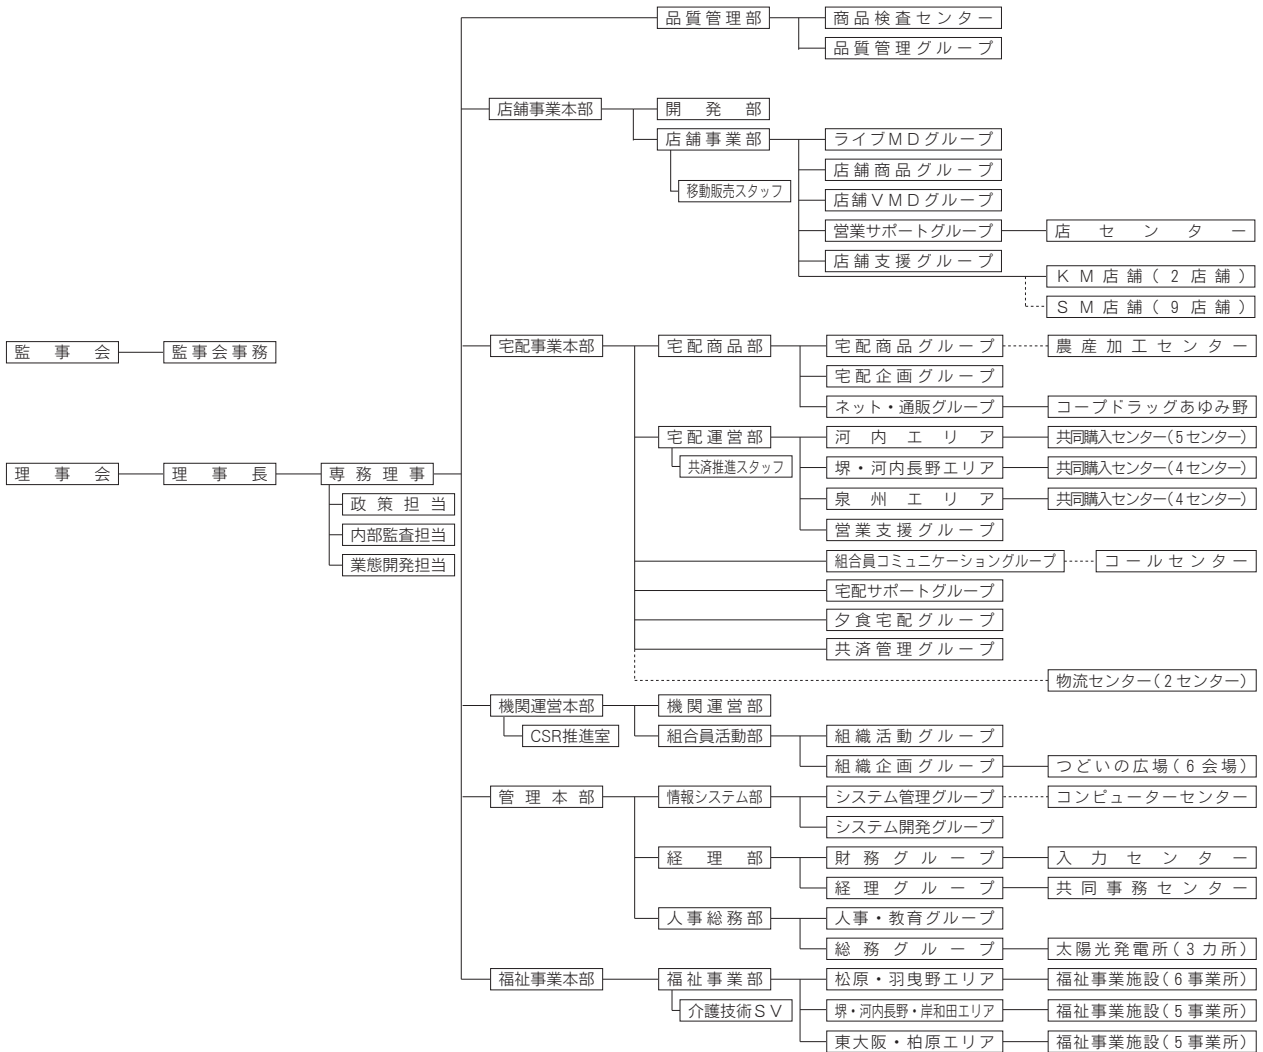 品質管理部 商品検査センター
品質管理グループ
店舗事業本部 開発部
店舗事業部 ライブMDグループ
店舗商品グループ
移動販売スタッフ
店舗VMDグループ
営業サポートグループ 店センター
店舗支援グループ
KM店舗(2店舗)
SM店舗(9店舗)
監事会 監事会事務 宅配事業本部 宅配商品部 宅配商品グループ 農産加工センター
宅配企画グループ
ネット・通販グループ コープドラッグあゆみ野
宅配運営部 河内エリア 共同購入センター(5センター)
理事会 理事長 専務理事 共済推進スタッフ 堺・河内長野エリア 共同購入センター(4センター)
政策担当 泉州エリア 共同購入センター(4センター)
内部監査担当 営業支援グループ
業態開発担当 組合員コミュニケーショングループ コールセンター
宅配サポートグループ
夕食宅配グループ
共済管理グループ
物流センター(2センター)
機関運営本部 機関運営部
CSR推進室 組合員活動部 組織活動グループ
組織企画グループ つどいの広場(6会場)
管理本部 情報システム部 システム管理グループ コンピューターセンター
システム開発グループ
経理部 財務グループ 入力センター
経理グループ 共同事務センター
人事総務部 人事・教育グループ
総務グループ 太陽光発電所(3カ所)
福祉事業本部 福祉事業部 松原・羽曳野エリア 福祉事業施設(6事業所)
介護技術SV 堺・河内長野・岸和田エリア 福祉事業施設(5事業所)
東大阪・柏原エリア 福祉事業施設(5事業所)